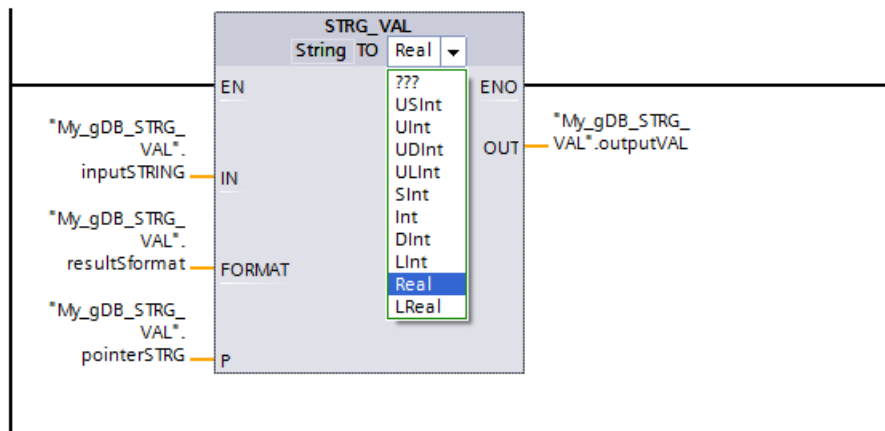 STRG_VAL
String TO Real
EN
ENO
???
USInt
UInt
UDInt
ULInt
SInt
Int
DInt
LInt
Real
LReal
"My_gDB_STRG_
VAL".
inputSTRING
IN
"My_gDB_STRG_
VAL".
resultSformat
FORMAT
"My_gDB_STRG_
VAL".
pointerSTRG
P
OUT
"My_gDB_STRG_
VAL".outputVAL